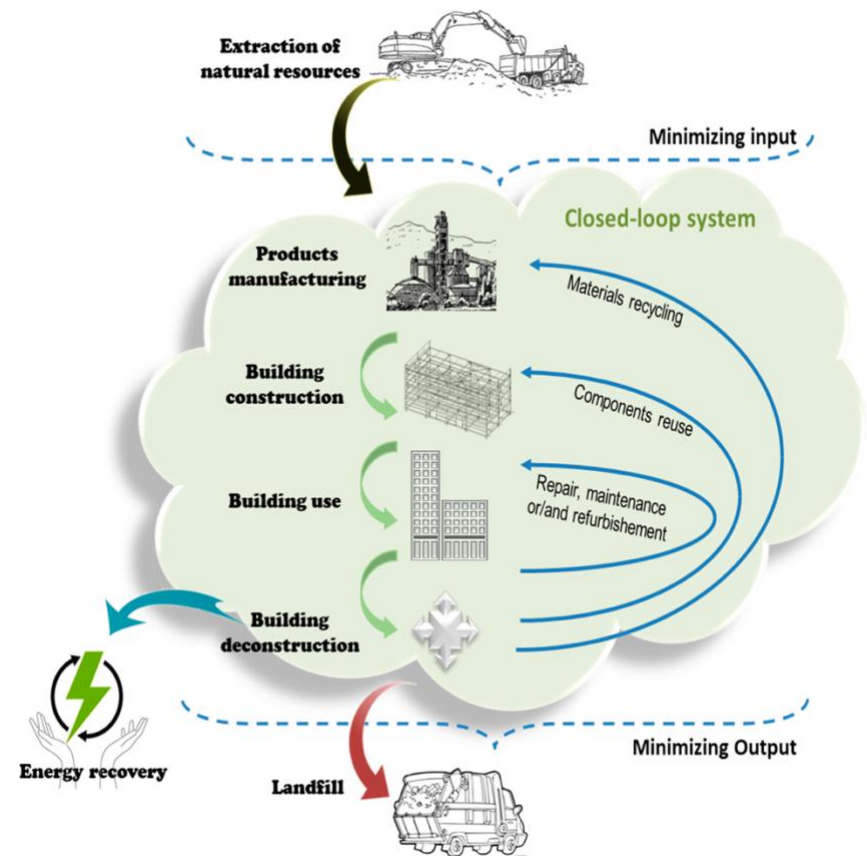 Extraction of
natural resources
Minimizing input
Closed-loop system
Products
manufacturing
Materials recycling
Building
construction
Components reuse
Building use
Repair, maintenance
or/and refurbishement
Building
deconstruction
Energy recovery
Minimizing Output
Landfill